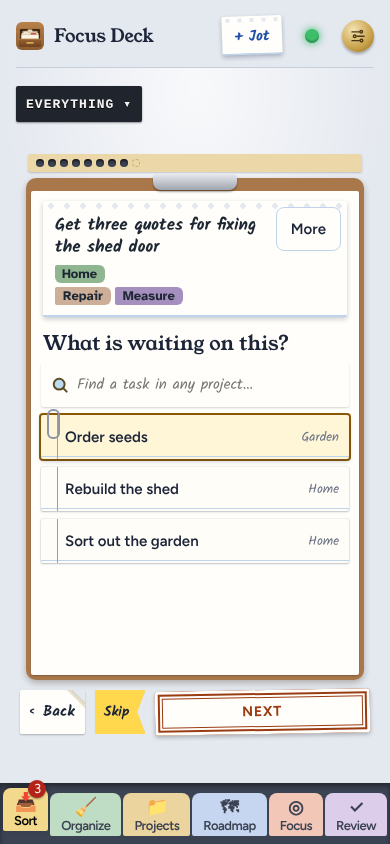 Focus Deck
+ Jot
EVERYTHING ▾
Get three quotes for fixing
the shed door
More
Home
Repair
Measure
What is waiting on this?
Find a task in any project...
Order seeds
Garden
Rebuild the shed
Home
Sort out the garden
Home
‹ Back
Skip
NEXT
3
Sort
Organize
Projects
Roadmap
Focus
Review